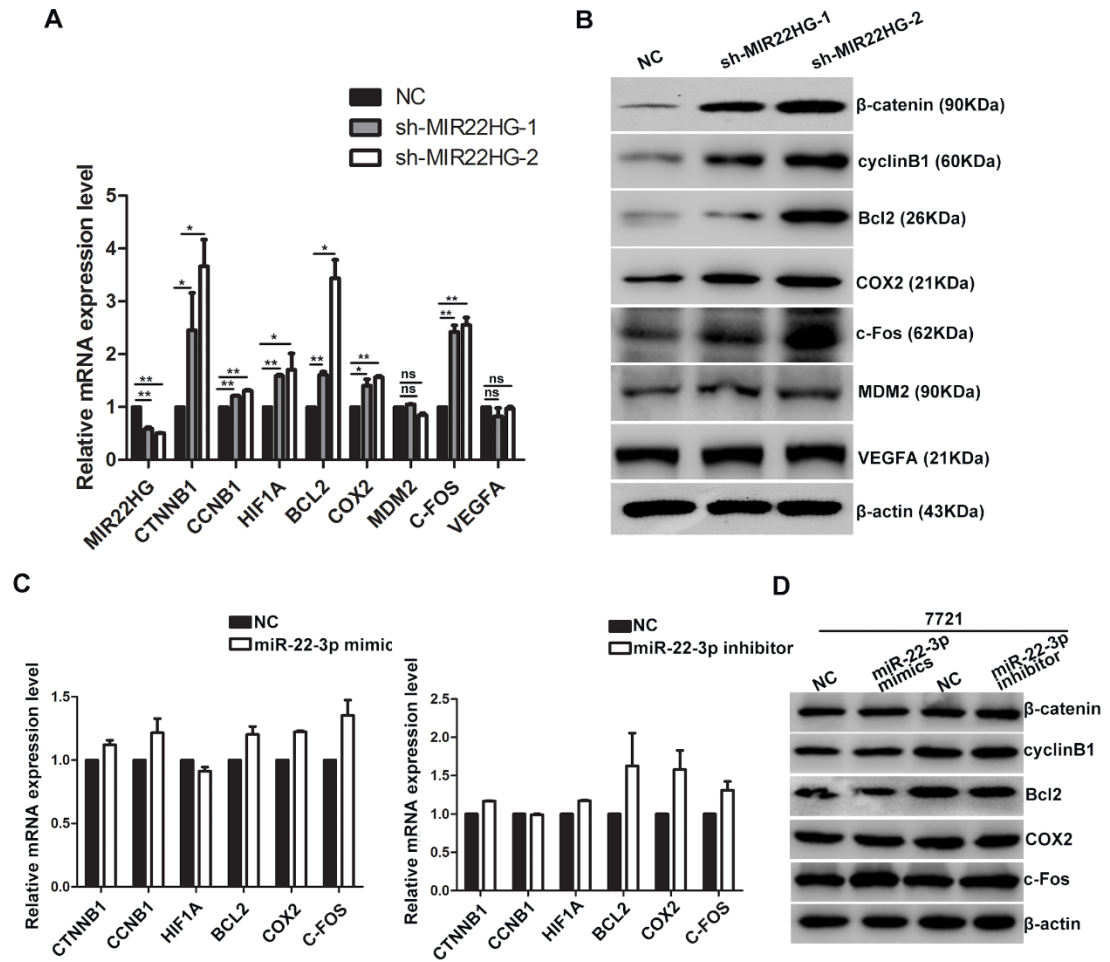 A
NC
sh-MIR22HG-1
sh-MIR22HG-2
Relative mRNA expression level
5
4
3
2
1
0
** ** * * ** ** ** * ** * * ** ns ns ** ** ns ns
MIR22HG
CTNNB1
CCNB1
HIF1A
BCL2
COX2
MDM2
C-FOS
VEGFA
B
NC
sh-MIR22HG-1
sh-MIR22HG-2
β-catenin (90KDa)
cyclinB1 (60KDa)
Bcl2 (26KDa)
COX2 (21KDa)
c-Fos (62KDa)
MDM2 (90KDa)
VEGFA (21KDa)
β-actin (43KDa)
C
NC
miR-22-3p mimic
Relative mRNA expression level
1.5
1.0
0.5
0.0
CTNNB1
CCNB1
HIF1A
BCL2
COX2
C-FOS
NC
miR-22-3p inhibitor
Relative mRNA expression level
2.5
2.0
1.5
1.0
0.5
0.0
CTNNB1
CCNB1
HIF1A
BCL2
COX2
C-FOS
D
7721
NC
miR-22-3p
mimics
NC
miR-22-3p
inhibitor
β-catenin
cyclinB1
Bcl2
COX2
c-Fos
β-actin